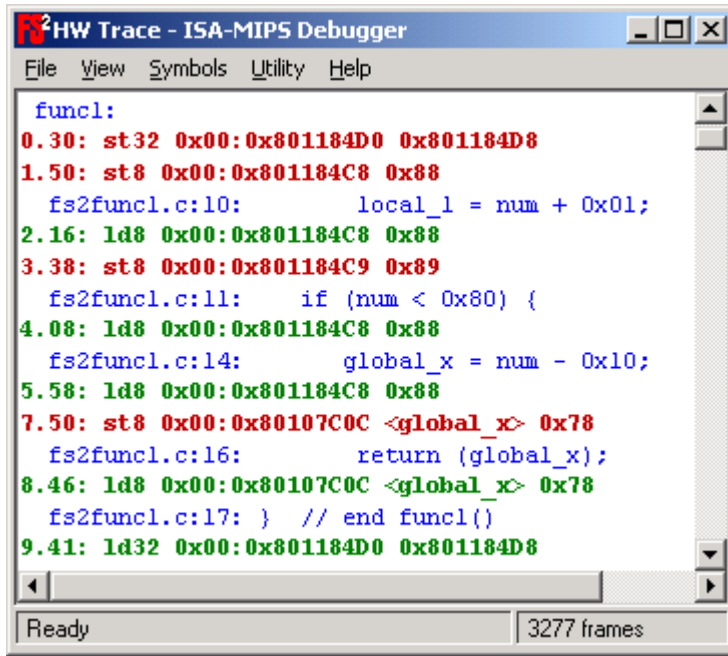 FS2 HW Trace - ISA-MIPS Debugger
File View Symbols Utility Help
func1:
0.30: st32 0x00:0x801184D0 0x801184D8
1.50: st8 0x00:0x801184C8 0x88
fs2func1.c:10: local_1 = num + 0x01;
2.16: ld8 0x00:0x801184C8 0x88
3.38: st8 0x00:0x801184C9 0x89
fs2func1.c:11: if (num < 0x80) {
4.08: ld8 0x00:0x801184C8 0x88
fs2func1.c:14: global_x = num - 0x10;
5.58: ld8 0x00:0x801184C8 0x88
7.50: st8 0x00:0x80107C0C <global_x> 0x78
fs2func1.c:16: return (global_x);
8.46: ld8 0x00:0x80107C0C <global_x> 0x78
fs2func1.c:17: } // end func1()
9.41: ld32 0x00:0x801184D0 0x801184D8
Ready 3277 frames